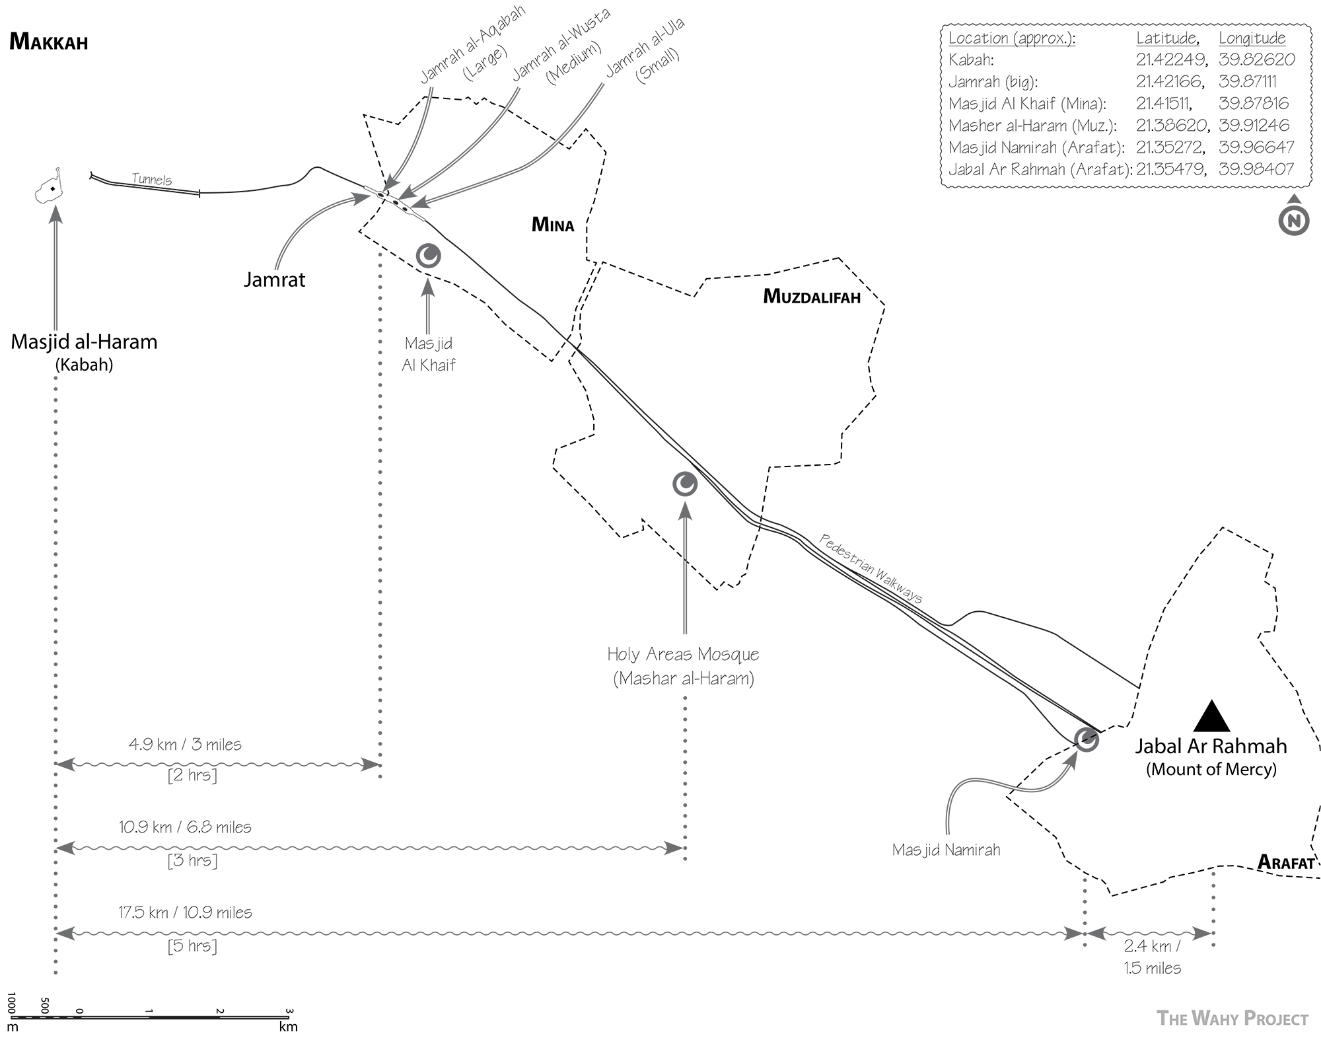 MAKKAH
Jamrah al-Aqabah
(Large)
Jamrah al-Wusta
(Medium)
Jamrah al-Ula
(Small)
Location (approx.): Latitude, Longitude
Kabah: 21.42249, 39.82620
Jamrah (big): 21.42166, 39.87111
Masjid Al Khaif (Mina): 21.41511, 39.87816
Masher al-Haram (Muz.): 21.38620, 39.91246
Masjid Namirah (Arafat): 21.35272, 39.96647
Jabal Ar Rahmah (Arafat): 21.35479, 39.98407
N
Tunnels
MINA
Jamrat
MUZDALIFAH
Masjid al-Haram
(Kabah)
Masjid
Al Khaif
Pedestrian Walkways
Holy Areas Mosque
(Mashar al-Haram)
Jabal Ar Rahmah
(Mount of Mercy)
4.9 km / 3 miles
[2 hrs]
10.9 km / 6.8 miles
[3 hrs]
Masjid Namirah
ARAFAT
17.5 km / 10.9 miles
[5 hrs]
2.4 km /
1.5 miles
1000 500 0 1 2 3
m km
THE WAHY PROJECT